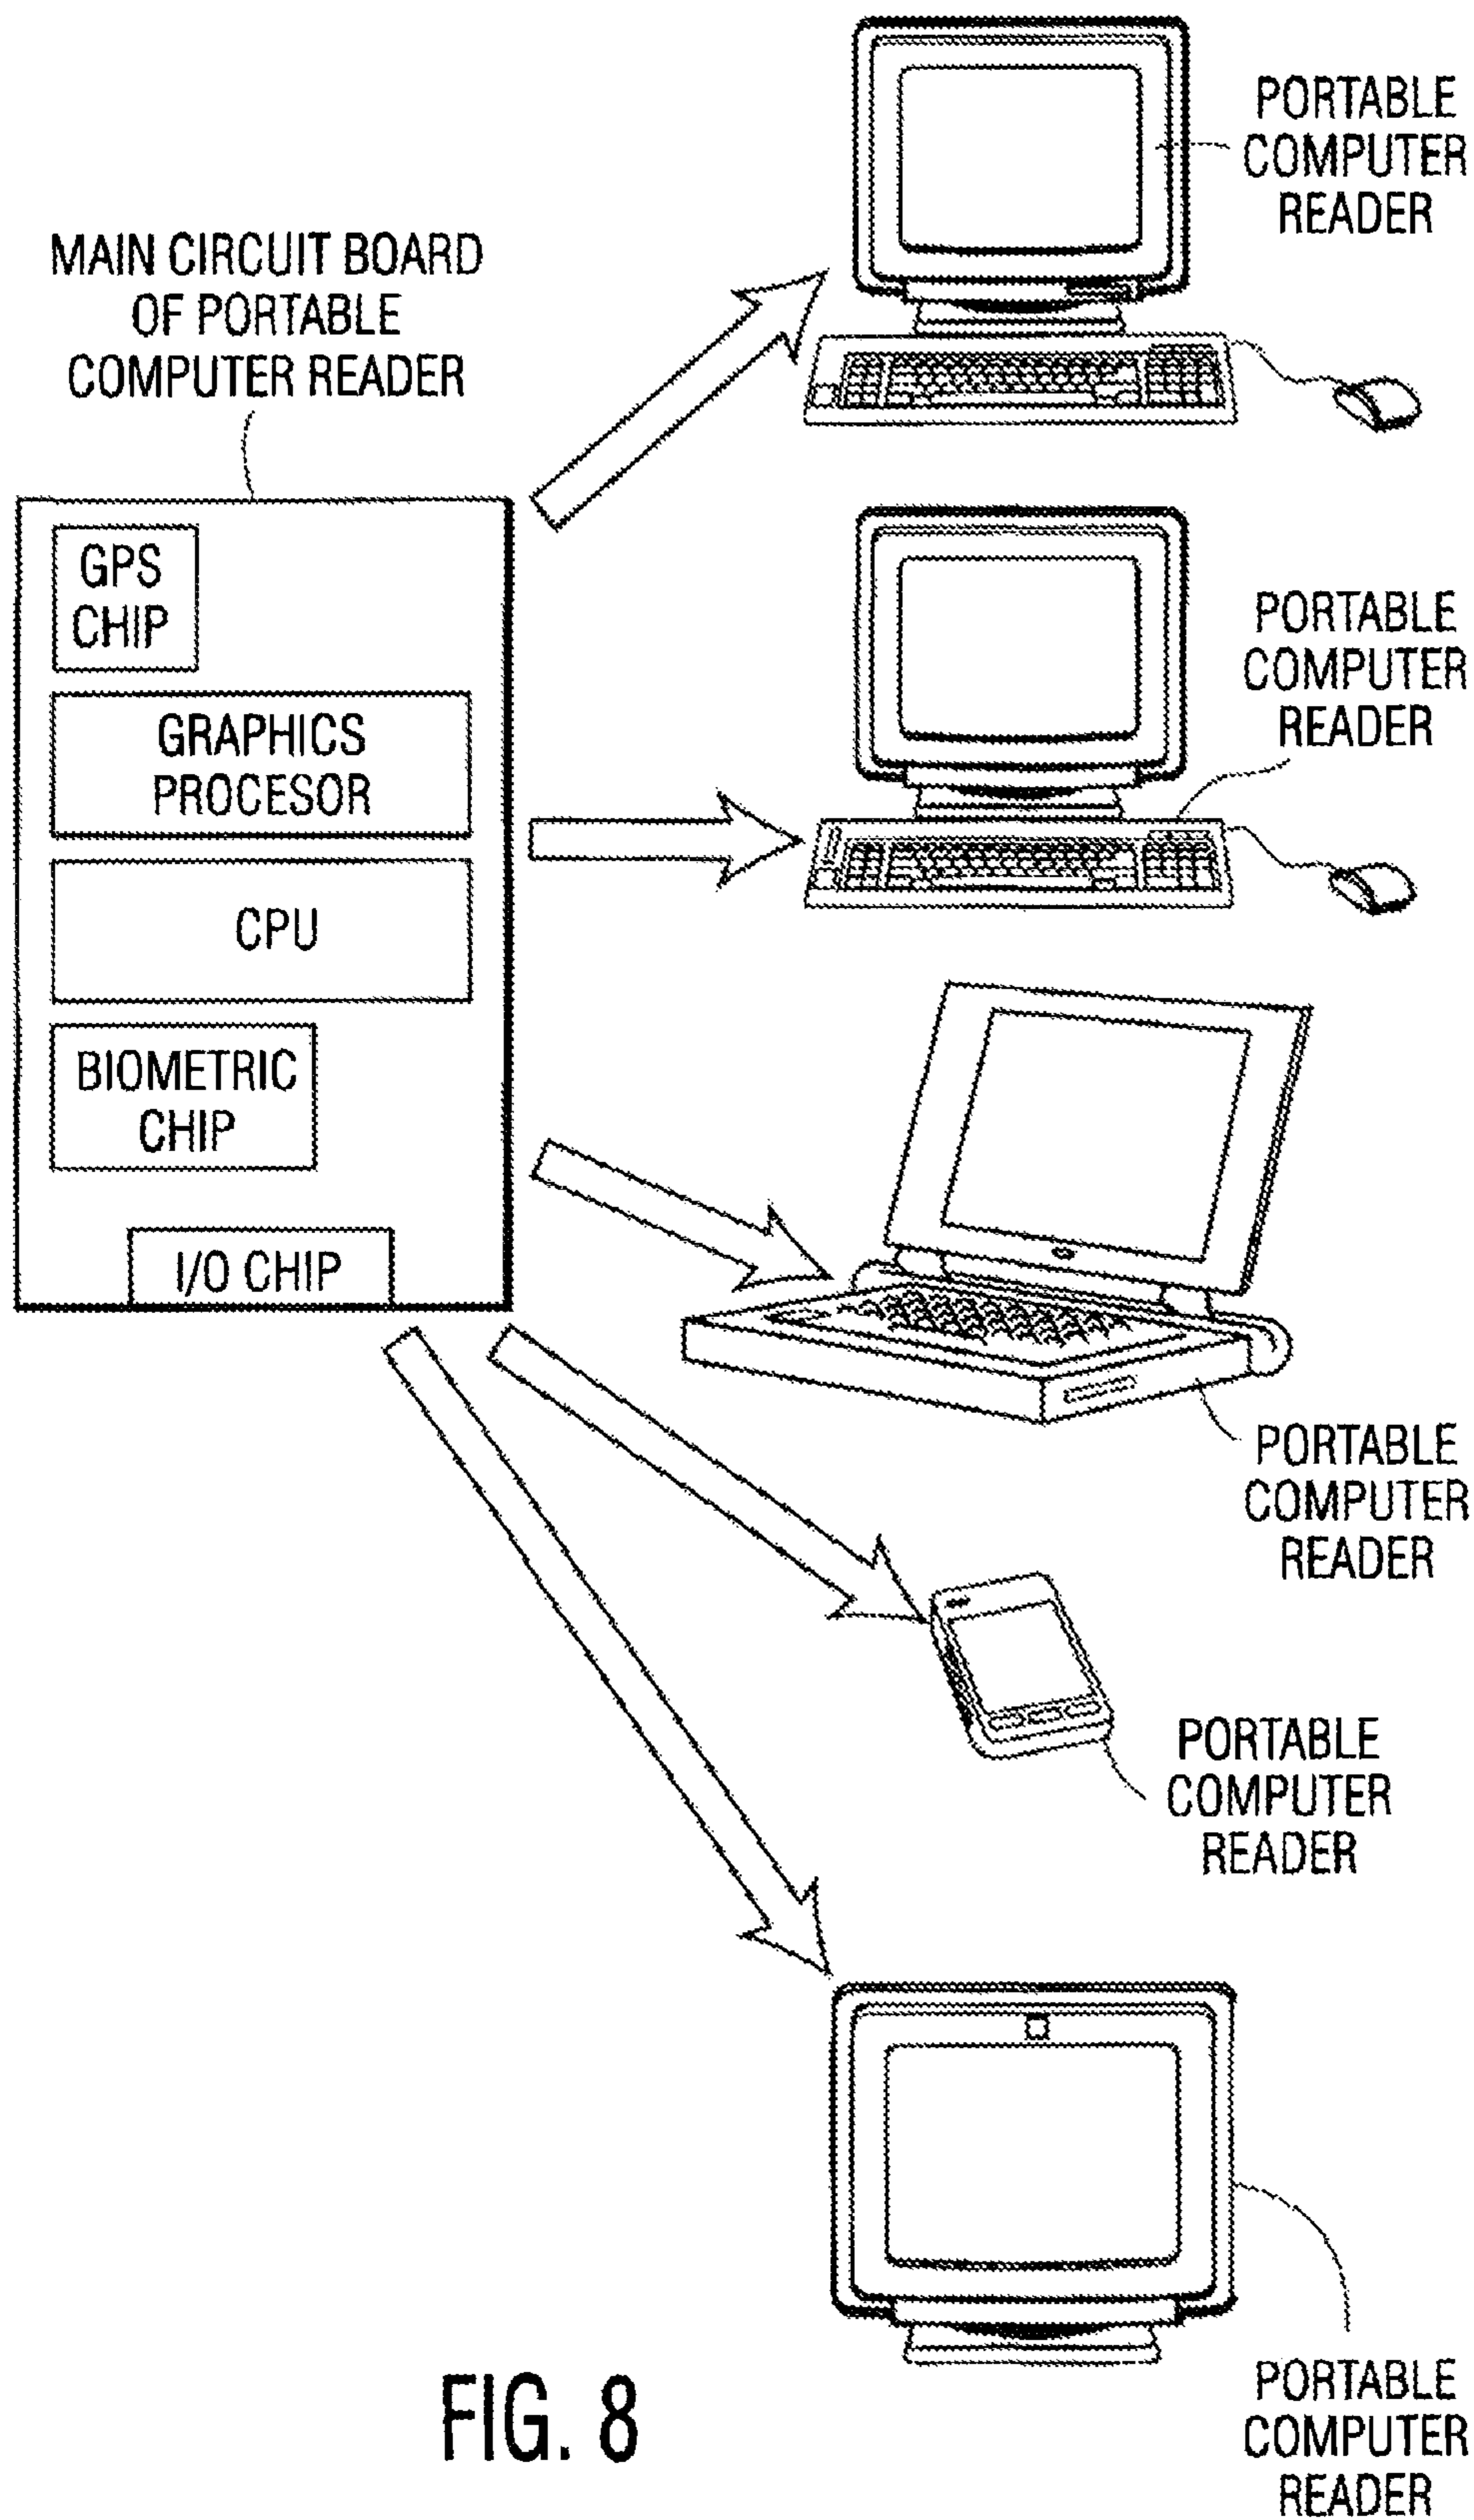 PORTABLE
COMPUTER
READER
MAIN CIRCUIT BOARD
OF PORTABLE
COMPUTER READER
GPS
CHIP
GRAPHICS
PROCESOR
CPU
BIOMETRIC
CHIP
I/O CHIP
PORTABLE
COMPUTER
READER
PORTABLE
COMPUTER
READER
PORTABLE
COMPUTER
READER
PORTABLE
COMPUTER
READER
FIG. 8